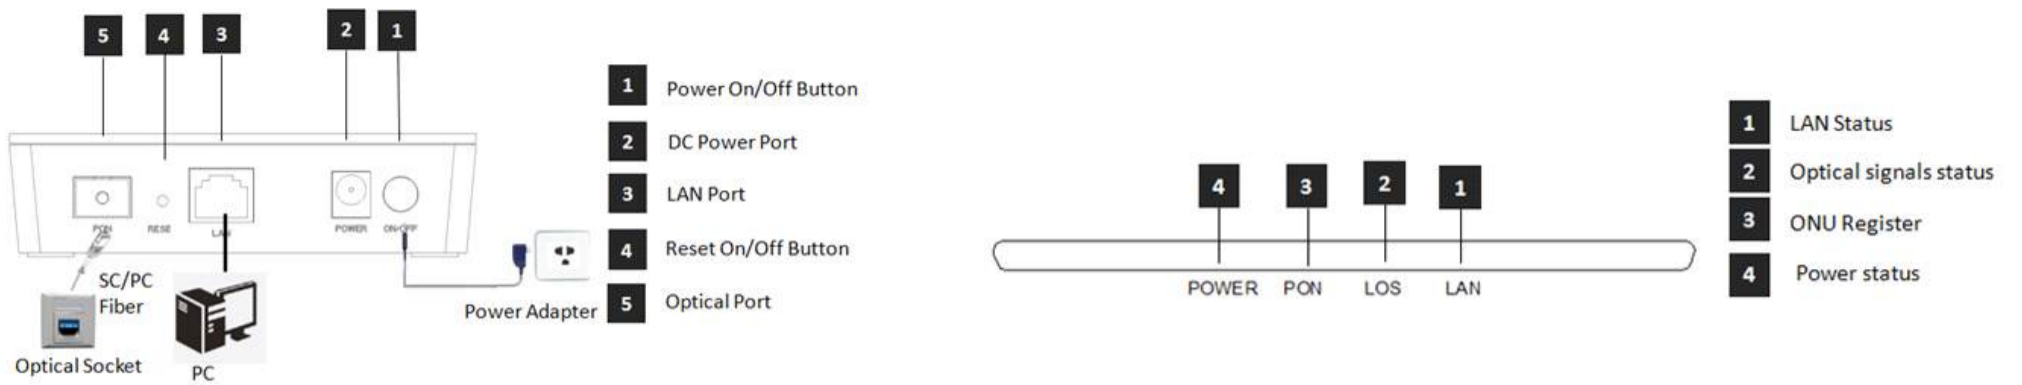 5 4 3 2 1
PON RESE LAN POWER ON/OFF
SC/PC
Fiber
Optical Socket
PC
Power Adapter
1 Power On/Off Button
2 DC Power Port
3 LAN Port
4 Reset On/Off Button
5 Optical Port
4 3 2 1
POWER PON LOS LAN
1 LAN Status
2 Optical signals status
3 ONU Register
4 Power status